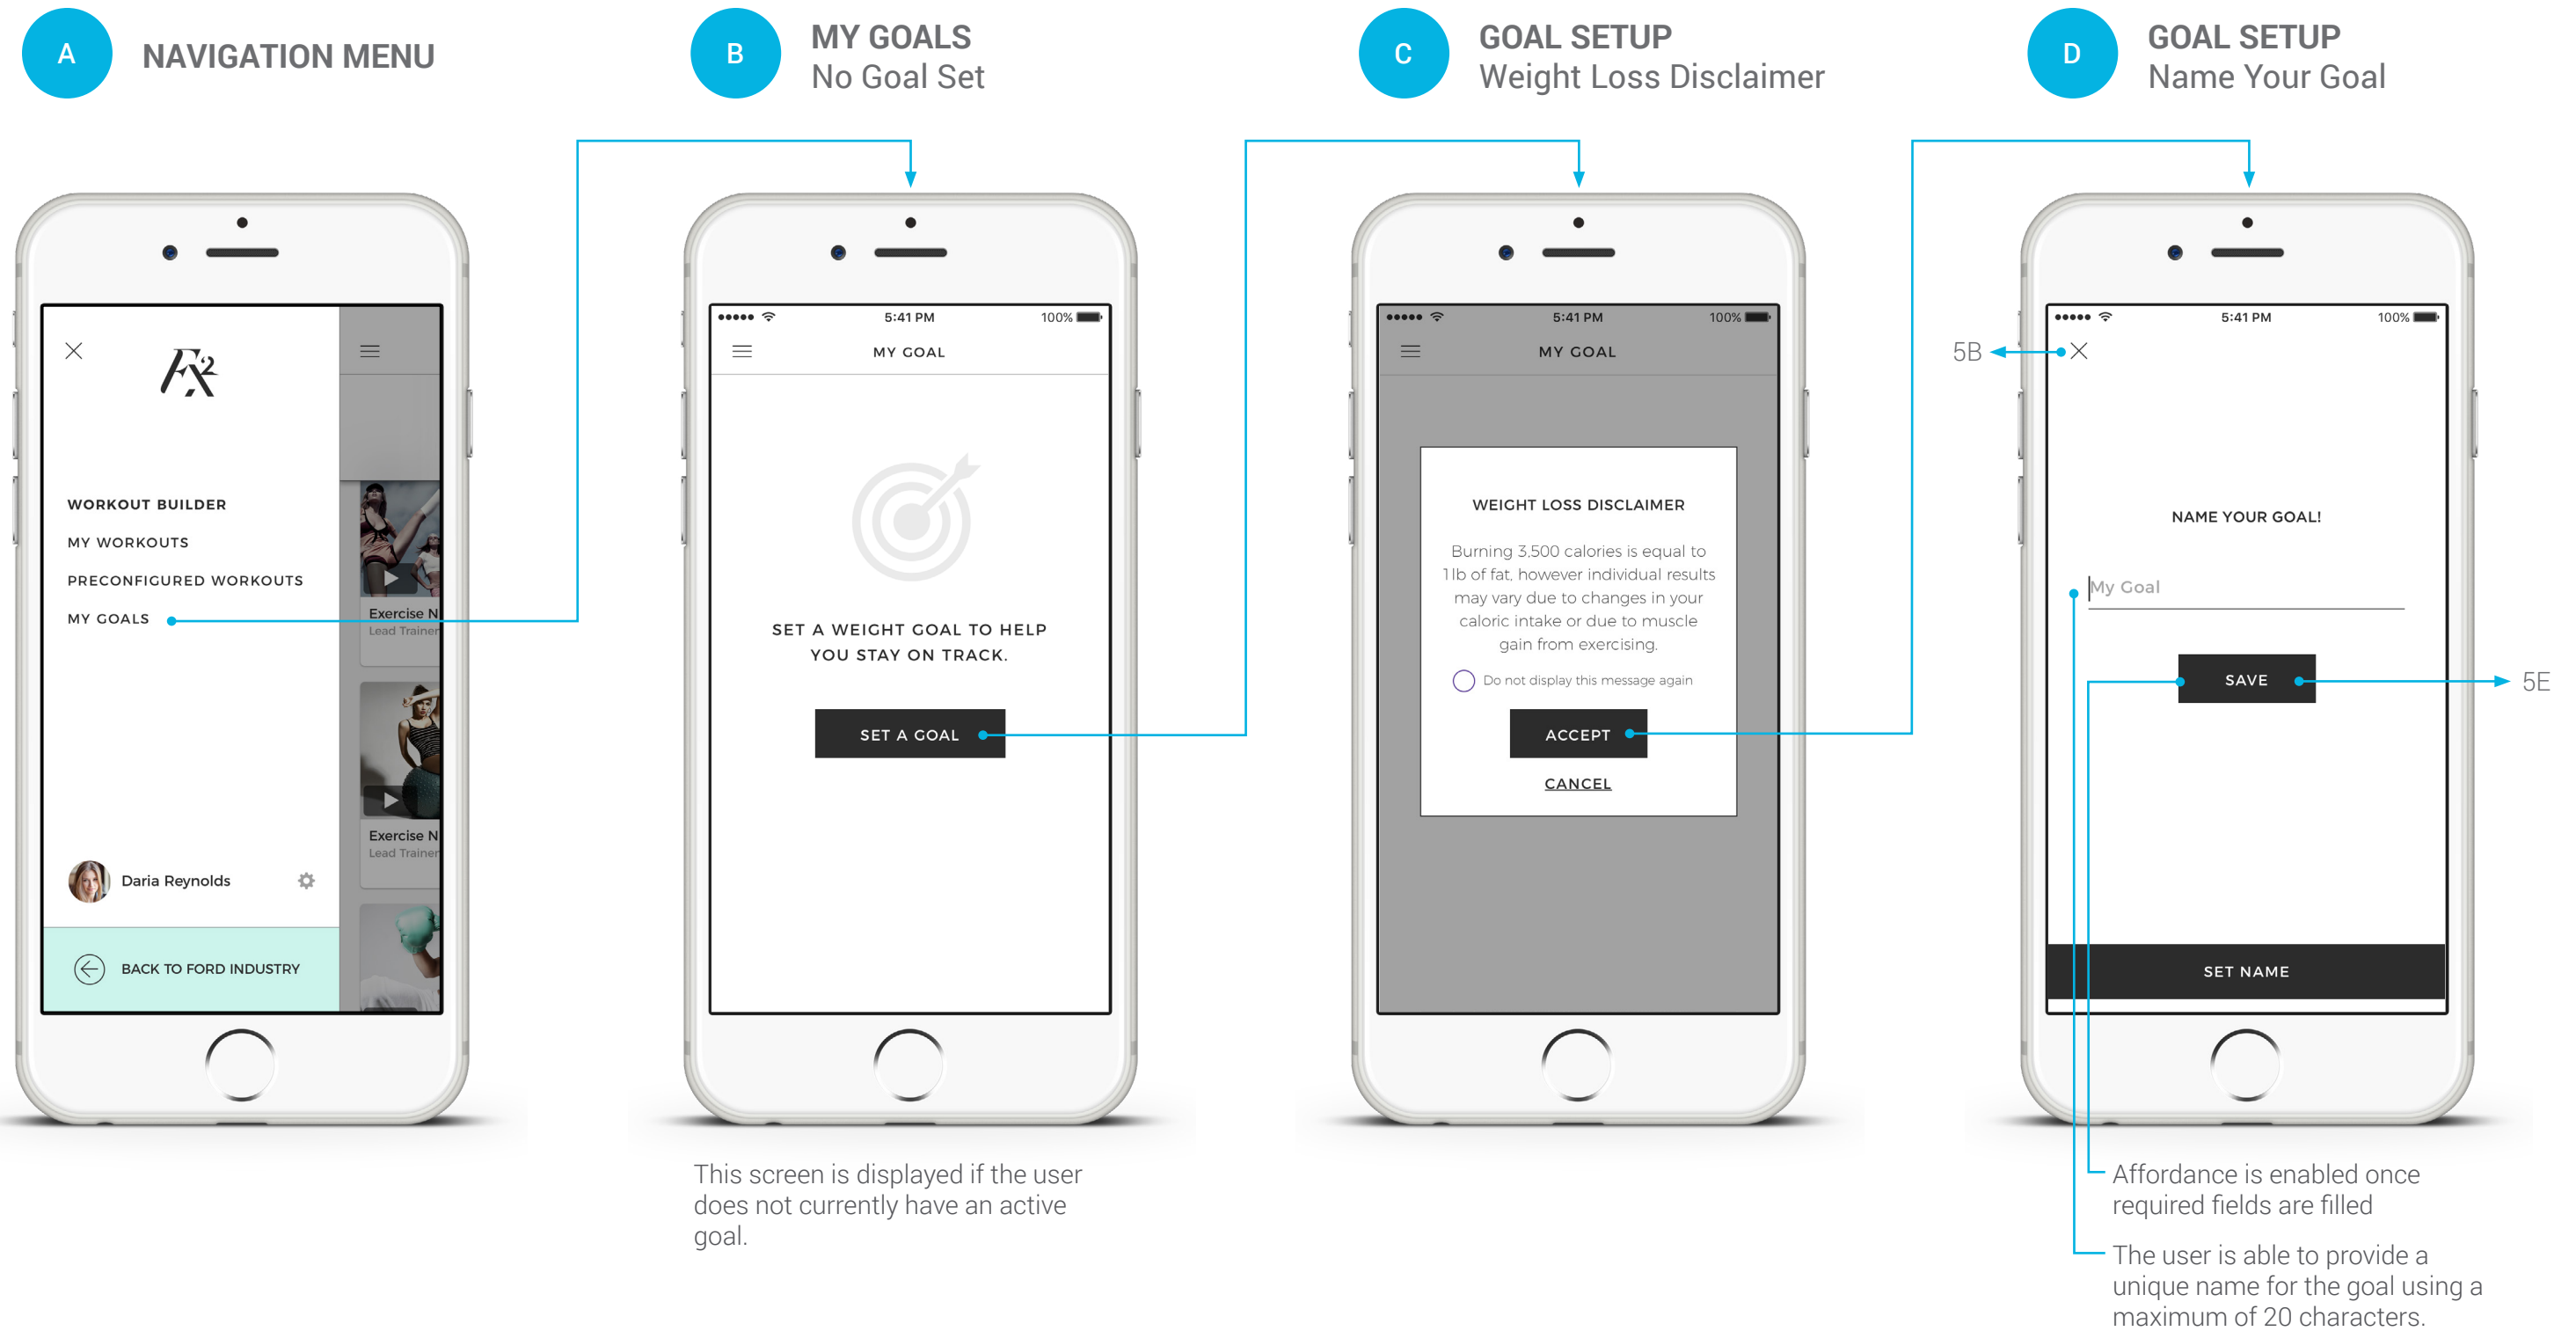 A
NAVIGATION MENU
B
MY GOALS
No Goal Set
C
GOAL SETUP
Weight Loss Disclaimer
D
GOAL SETUP
Name Your Goal
FX2
WORKOUT BUILDER
MY WORKOUTS
PRECONFIGURED WORKOUTS
MY GOALS
Exercise N
Lead Trainer
Exercise N
Lead Trainer
Daria Reynolds
BACK TO FORD INDUSTRY
5:41 PM
100%
MY GOAL
SET A WEIGHT GOAL TO HELP
YOU STAY ON TRACK.
SET A GOAL
This screen is displayed if the user
does not currently have an active
goal.
5:41 PM
100%
MY GOAL
WEIGHT LOSS DISCLAIMER
Burning 3,500 calories is equal to
1 lb of fat, however individual results
may vary due to changes in your
caloric intake or due to muscle
gain from exercising.
Do not display this message again
ACCEPT
CANCEL
5:41 PM
100%
5B
NAME YOUR GOAL!
My Goal
SAVE
5E
SET NAME
Affordance is enabled once
required fields are filled
The user is able to provide a
unique name for the goal using a
maximum of 20 characters.